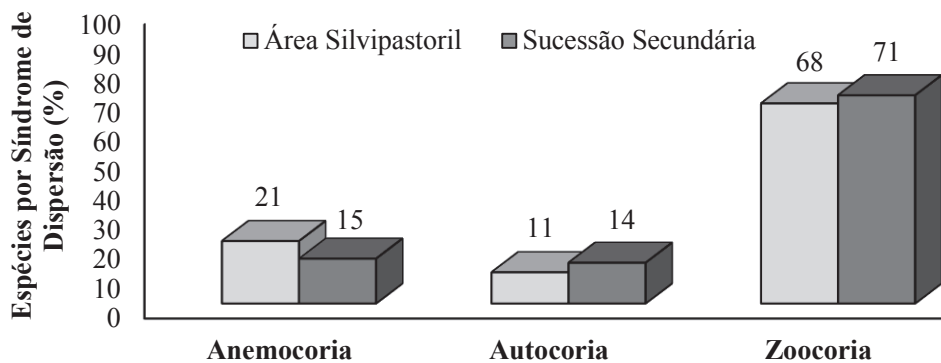 Espécies por Síndrome de
Dispersão (%)
100
90
80
70
60
50
40
30
20
10
0
Área Silvipastoril
Sucessão Secundária
21
15
11
14
68
71
Anemocoria
Autocoria
Zoocoria